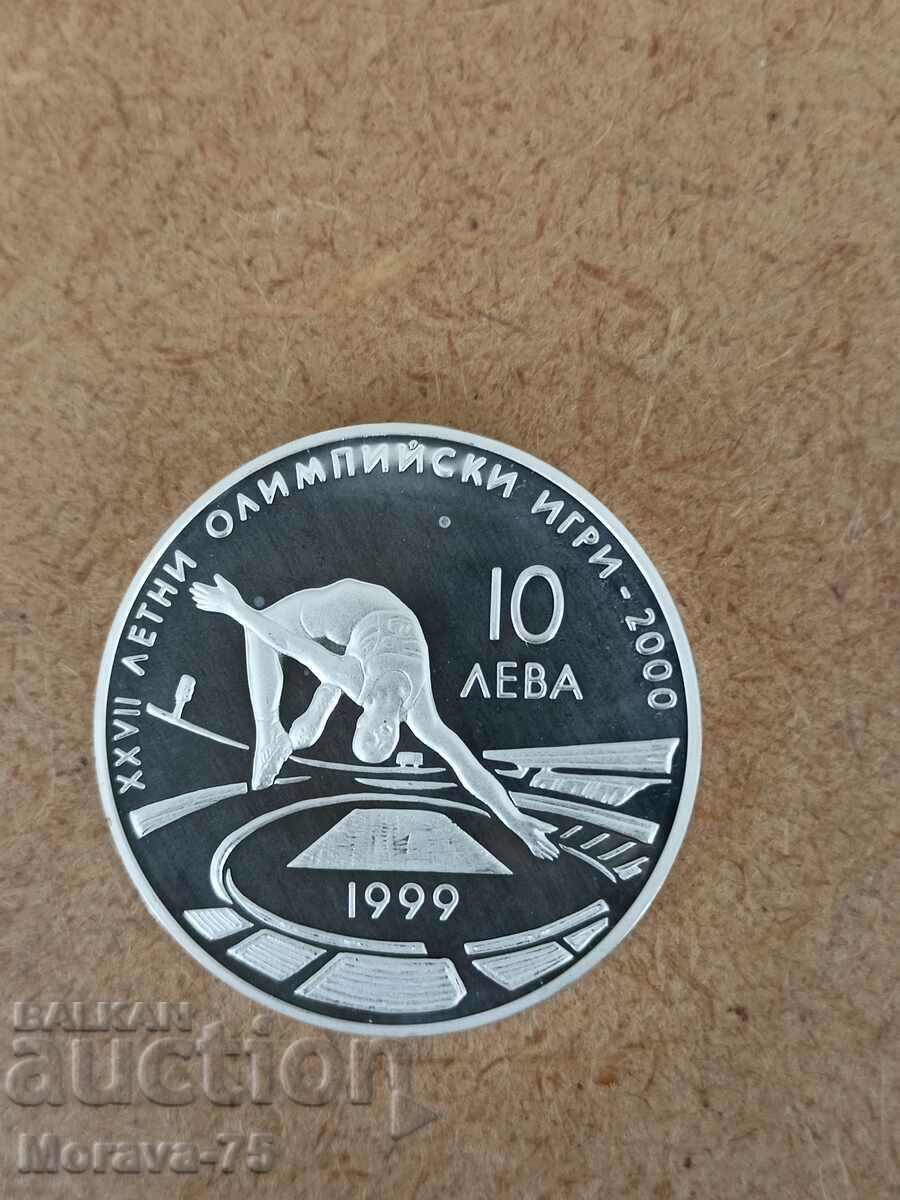 XXVII ЛЕТНИ ОЛИМПИЙСКИ ИГРИ - 2000
10
ЛЕВА
1999
BALKAN
auction
Morava-75